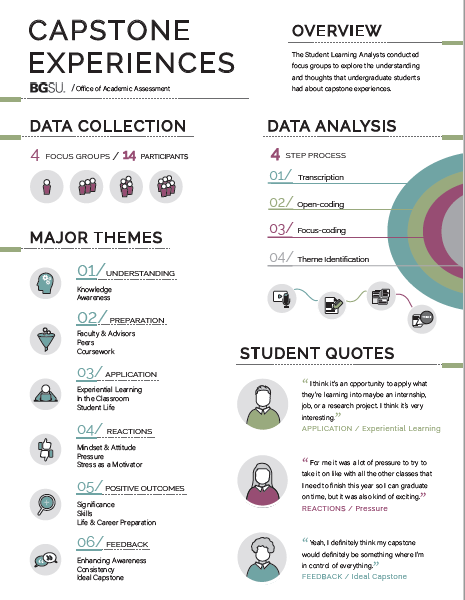 CAPSTONE
EXPERIENCES
BGSU. / Office of Academic Assessment
OVERVIEW
The Student Learning Analysts conducted
focus groups to explore the understanding
and thoughts that undergraduate students
had about capstone experiences.
DATA COLLECTION
4 FOCUS GROUPS / 14 PARTICIPANTS
DATA ANALYSIS
4 STEP PROCESS
01/ Transcription
02/ Open-coding
03/ Focus-coding
04/ Theme Identification
MAJOR THEMES
01/ UNDERSTANDING
Knowledge
Awareness
02/ PREPARATION
Faculty & Advisors
Peers
Coursework
03/ APPLICATION
Experiential Learning
In the Classroom
Student Life
04/ REACTIONS
Mindset & Attitude
Pressure
Stress as a Motivator
05/ POSITIVE OUTCOMES
Significance
Skills
Life & Career Preparation
06/ FEEDBACK
Enhancing Awareness
Consistency
Ideal Capstone
STUDENT QUOTES
“ I think it's an opportunity to apply what
they're learning into maybe an internship,
job, or a research project. I think it's very
interesting.”
APPLICATION / Experiential Learning
“ For me it was a lot of pressure to try to
take it on like with all the other classes that
I need to finish this year so I can graduate
on time, but it was also kind of exciting.”
REACTIONS / Pressure
“ Yeah, I definitely think my capstone
would definitely be something where I'm
in control of everything.”
FEEDBACK / Ideal Capstone